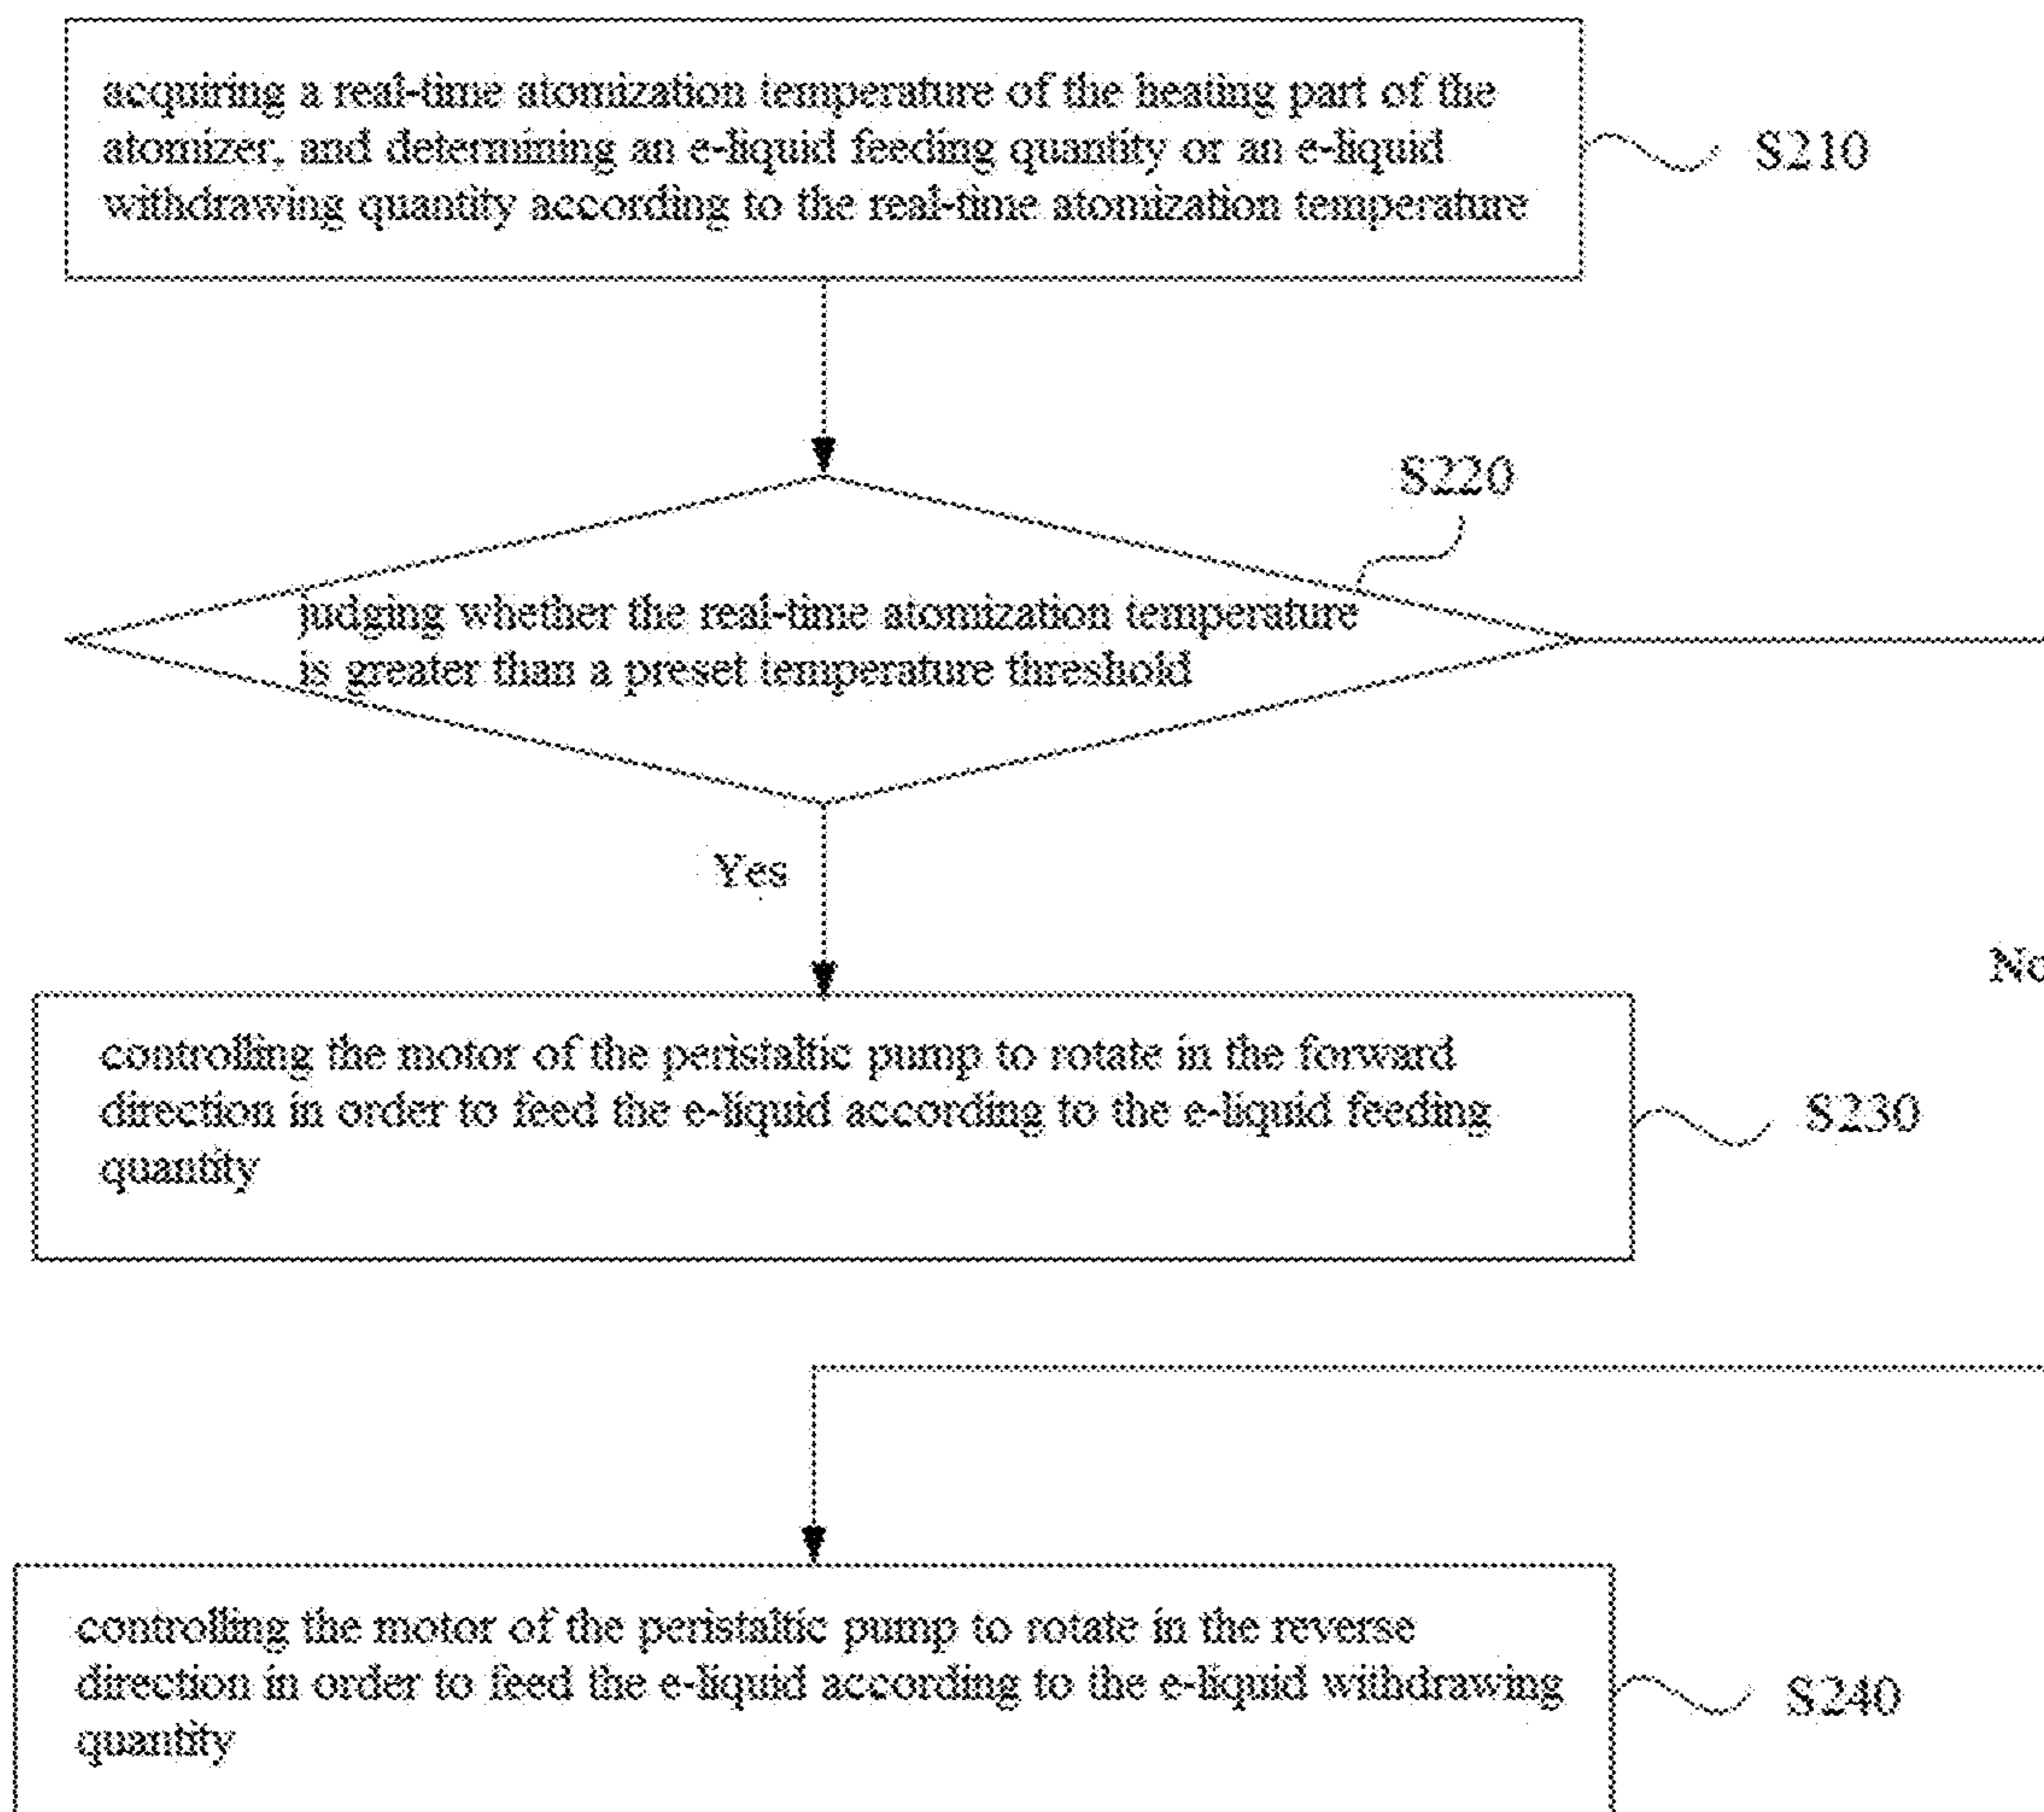 acquiring a real-time atomization temperature of the heating part of the
atomizer, and determining an e-liquid feeding quantity or an e-liquid
withdrawing quantity according to the real-time atomization temperature
S210
S220
judging whether the real-time atomization temperature
is greater than a preset temperature threshold
Yes
No
controlling the motor of the peristaltic pump to rotate in the forward
direction in order to feed the e-liquid according to the e-liquid feeding
quantity
S230
controlling the motor of the peristaltic pump to rotate in the reverse
direction in order to feed the e-liquid according to the e-liquid withdrawing
quantity
S240